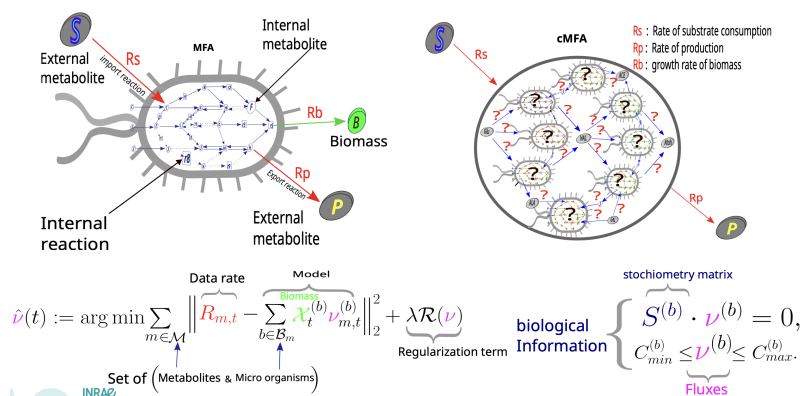 MFA
Internal
metabolite
S
External
metabolite
Rs
import reaction
Rb
B
Biomass
Rp
Export reaction
P
External
metabolite
Internal
reaction
cMFA
S
Rs
Rs : Rate of substrate consumption
Rp : Rate of production
Rb : growth rate of biomass
? ? ? ? ? ? ? ?
Rp
P
Data rate
Model
Biomass
ν̂(t) := arg min ∑_{m∈ℳ} ‖ R_{m,t} − ∑_{b∈ℬ_m} 𝒳_t^{(b)} ν_{m,t}^{(b)} ‖_2^2 + λℛ(ν)
Regularization term
Set of (Metabolites & Micro organisms)
stochiometry matrix
biological
Information
S^{(b)} · ν^{(b)} = 0,
C_{min}^{(b)} ≤ ν^{(b)} ≤ C_{max}^{(b)}.
Fluxes
INRAE